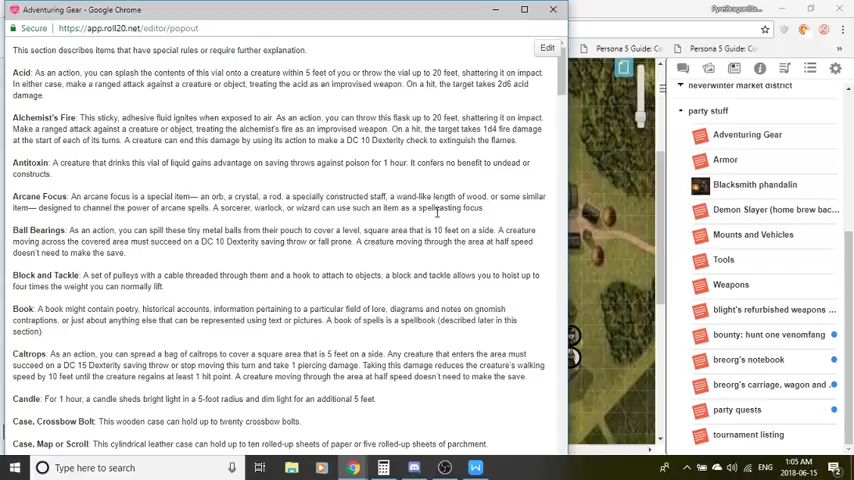 Adventuring Gear - Google Chrome
Secure
https://app.roll20.net/editor/popout
Edit
This section describes items that have special rules or require further explanation.
Acid: As an action, you can splash the contents of this vial onto a creature within 5 feet of you or throw the vial up to 20 feet, shattering it on impact.
In either case, make a ranged attack against a creature or object, treating the acid as an improvised weapon. On a hit, the target takes 2d6 acid
damage.
Alchemist's Fire: This sticky, adhesive fluid ignites when exposed to air. As an action, you can throw this flask up to 20 feet, shattering it on impact.
Make a ranged attack against a creature or object, treating the alchemist's fire as an improvised weapon. On a hit, the target takes 1d4 fire damage
at the start of each of its turns. A creature can end this damage by using its action to make a DC 10 Dexterity check to extinguish the flames.
Antitoxin: A creature that drinks this vial of liquid gains advantage on saving throws against poison for 1 hour. It confers no benefit to undead or
constructs.
Arcane Focus: An arcane focus is a special item— an orb, a crystal, a rod, a specially constructed staff, a wand-like length of wood, or some similar
item— designed to channel the power of arcane spells. A sorcerer, warlock, or wizard can use such an item as a spellcasting focus.
Ball Bearings: As an action, you can spill these tiny metal balls from their pouch to cover a level, square area that is 10 feet on a side. A creature
moving across the covered area must succeed on a DC 10 Dexterity saving throw or fall prone. A creature moving through the area at half speed
doesn't need to make the save.
Block and Tackle: A set of pulleys with a cable threaded through them and a hook to attach to objects, a block and tackle allows you to hoist up to
four times the weight you can normally lift.
Book: A book might contain poetry, historical accounts, information pertaining to a particular field of lore, diagrams and notes on gnomish
contraptions, or just about anything else that can be represented using text or pictures. A book of spells is a spellbook (described later in this
section).
Caltrops: As an action, you can spread a bag of caltrops to cover a square area that is 5 feet on a side. Any creature that enters the area must
succeed on a DC 15 Dexterity saving throw or stop moving this turn and take 1 piercing damage. Taking this damage reduces the creature's walking
speed by 10 feet until the creature regains at least 1 hit point. A creature moving through the area at half speed doesn't need to make the save.
Candle: For 1 hour, a candle sheds bright light in a 5-foot radius and dim light for an additional 5 feet.
Case, Crossbow Bolt: This wooden case can hold up to twenty crossbow bolts.
Case, Map or Scroll: This cylindrical leather case can hold up to ten rolled-up sheets of paper or five rolled-up sheets of parchment.
Persona 5 Guide: Co
Persona 5 Guide: Co
neverwinter market district
party stuff
Adventuring Gear
Armor
Blacksmith phandalin
Demon Slayer (home brew bac...
Mounts and Vehicles
Tools
Weapons
blight's refurbished weapons ...
bounty: hunt one venomfang
breorg's notebook
breorg's carriage, wagon and ...
party quests
tournament listing
Type here to search
ENG
1:05 AM
2018-06-15
2